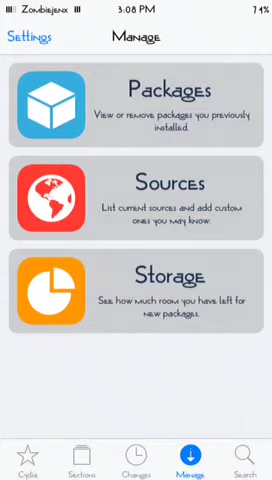 Zombiejenx 3:08 PM 74%
Settings Manage
Packages
View or remove packages you previously
installed.
Sources
List current sources and add custom
ones you may know.
Storage
See how much room you have left for
new packages.
Cydia Sections Changes Manage Search